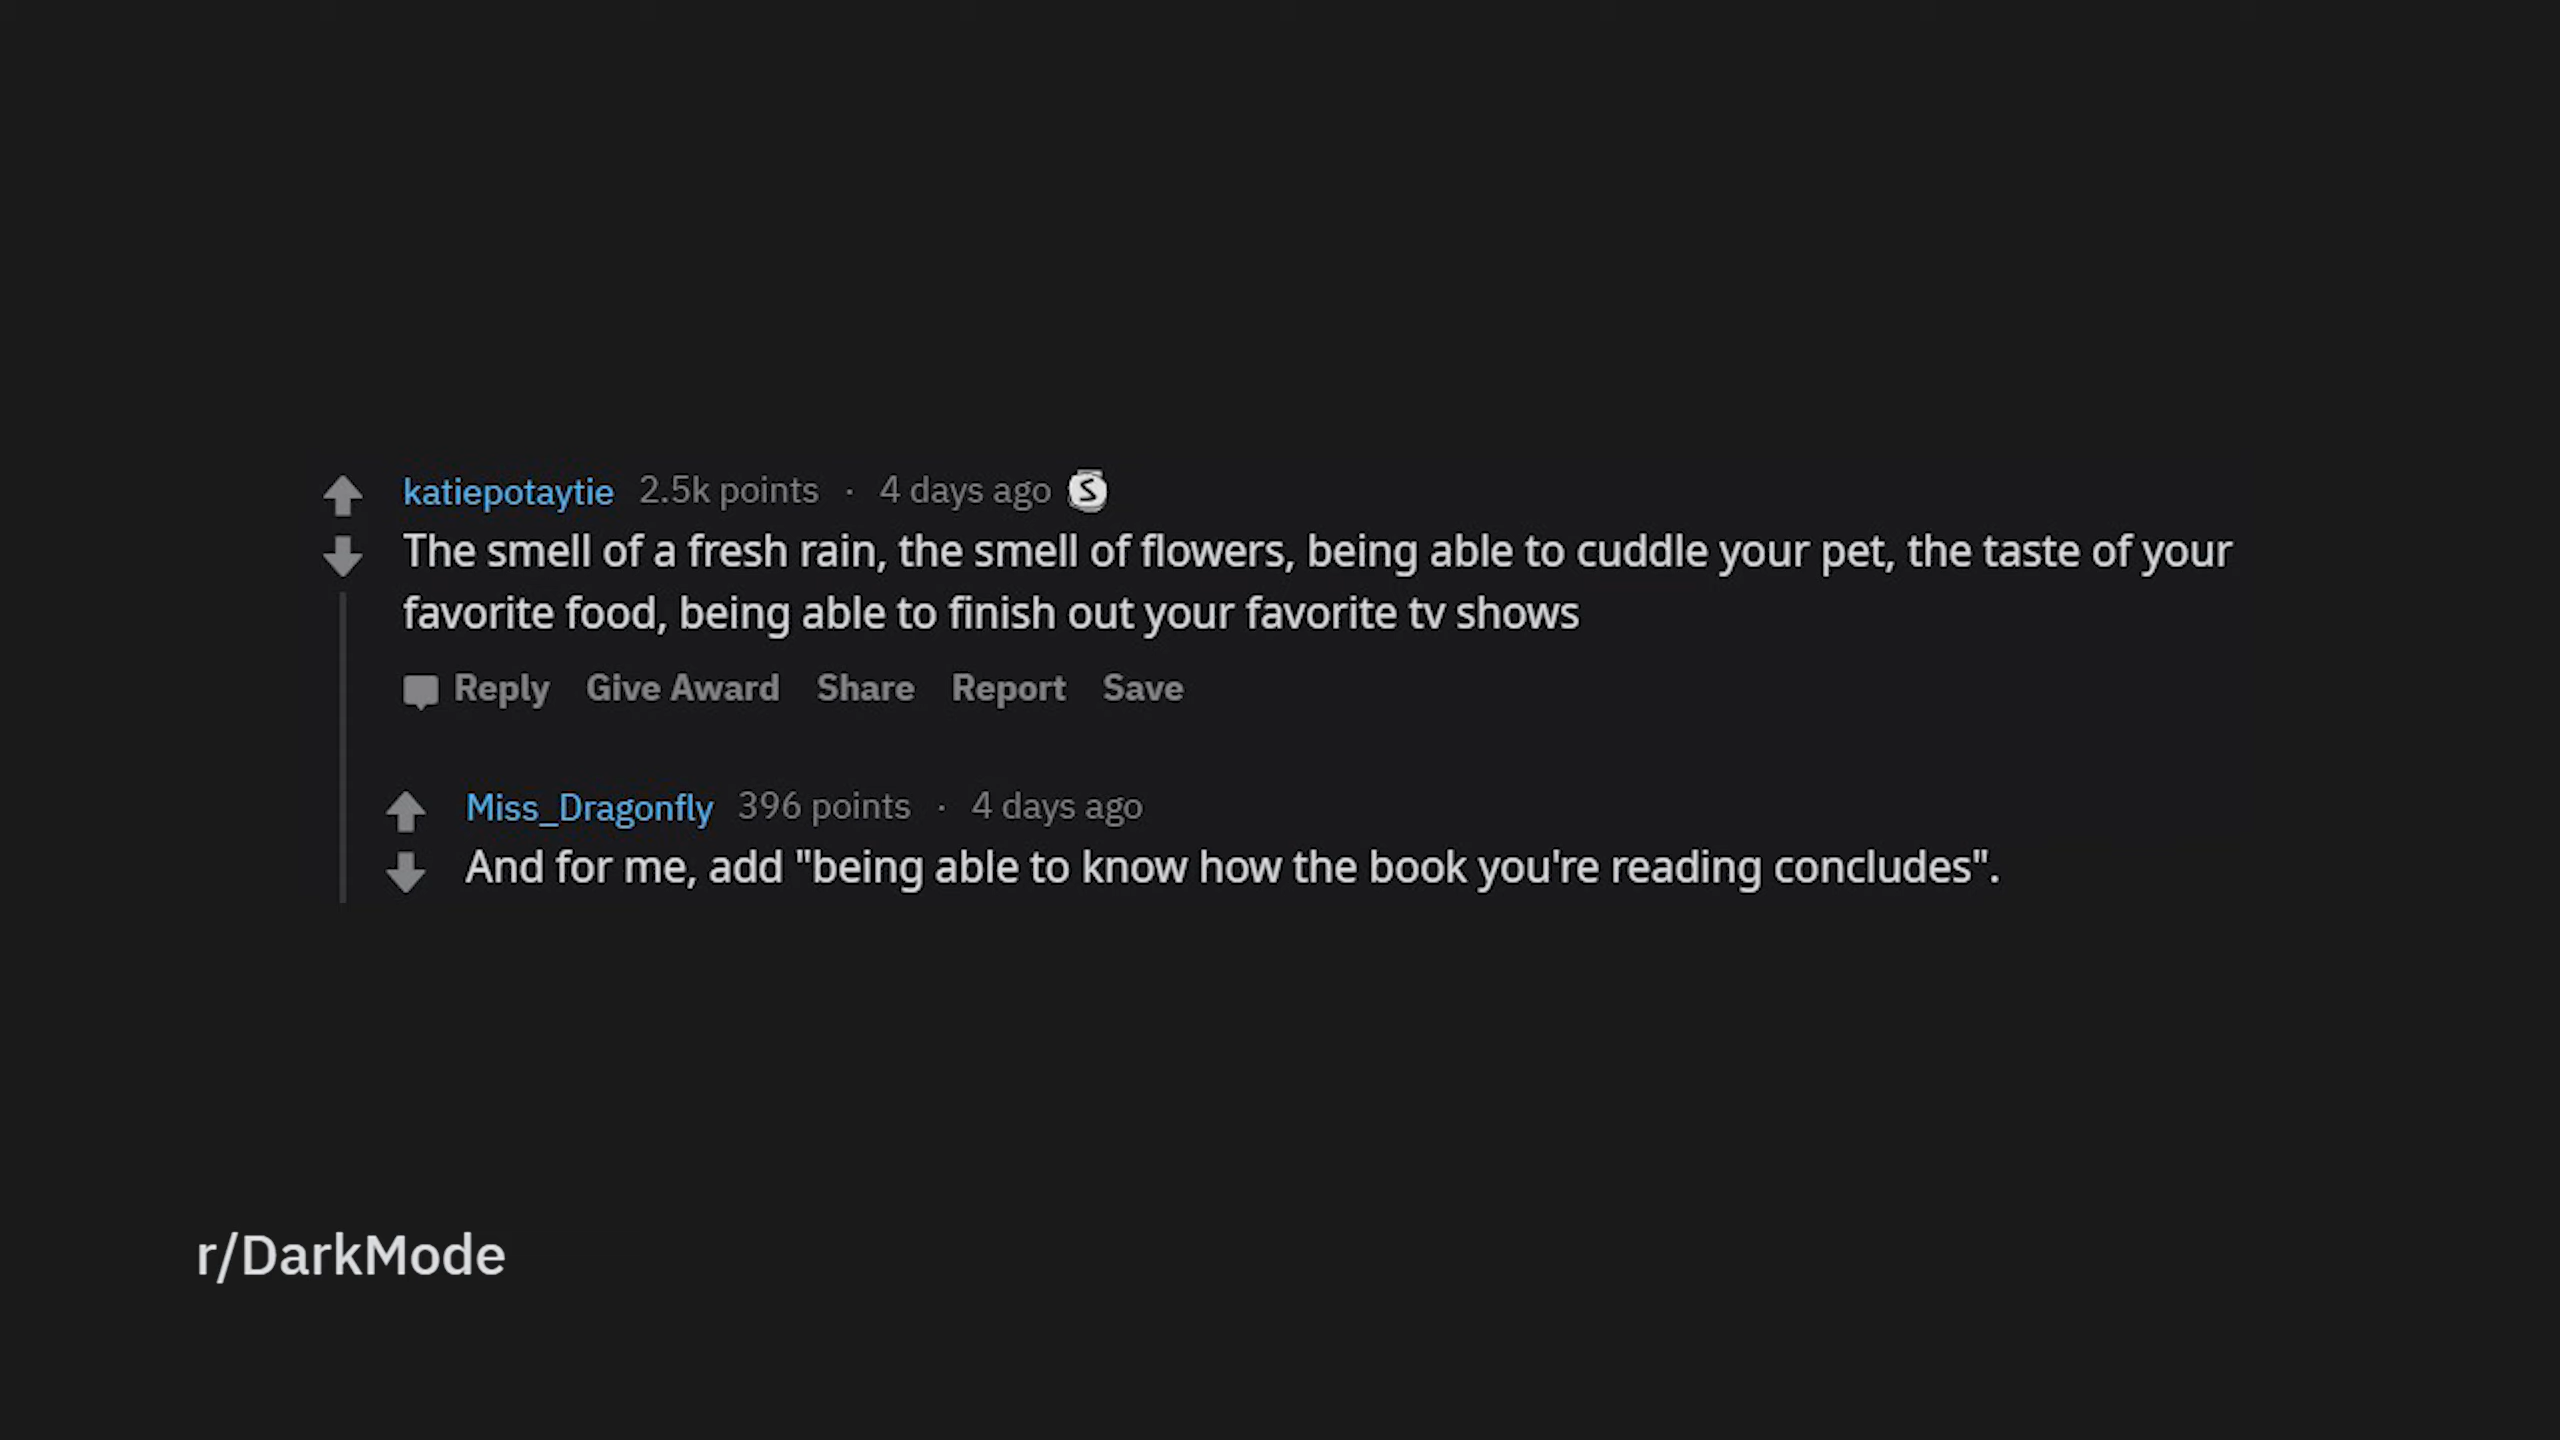 katiepotaytie 2.5k points · 4 days ago S
The smell of a fresh rain, the smell of flowers, being able to cuddle your pet, the taste of your
favorite food, being able to finish out your favorite tv shows
Reply Give Award Share Report Save
Miss_Dragonfly 396 points · 4 days ago
And for me, add "being able to know how the book you're reading concludes".
r/DarkMode